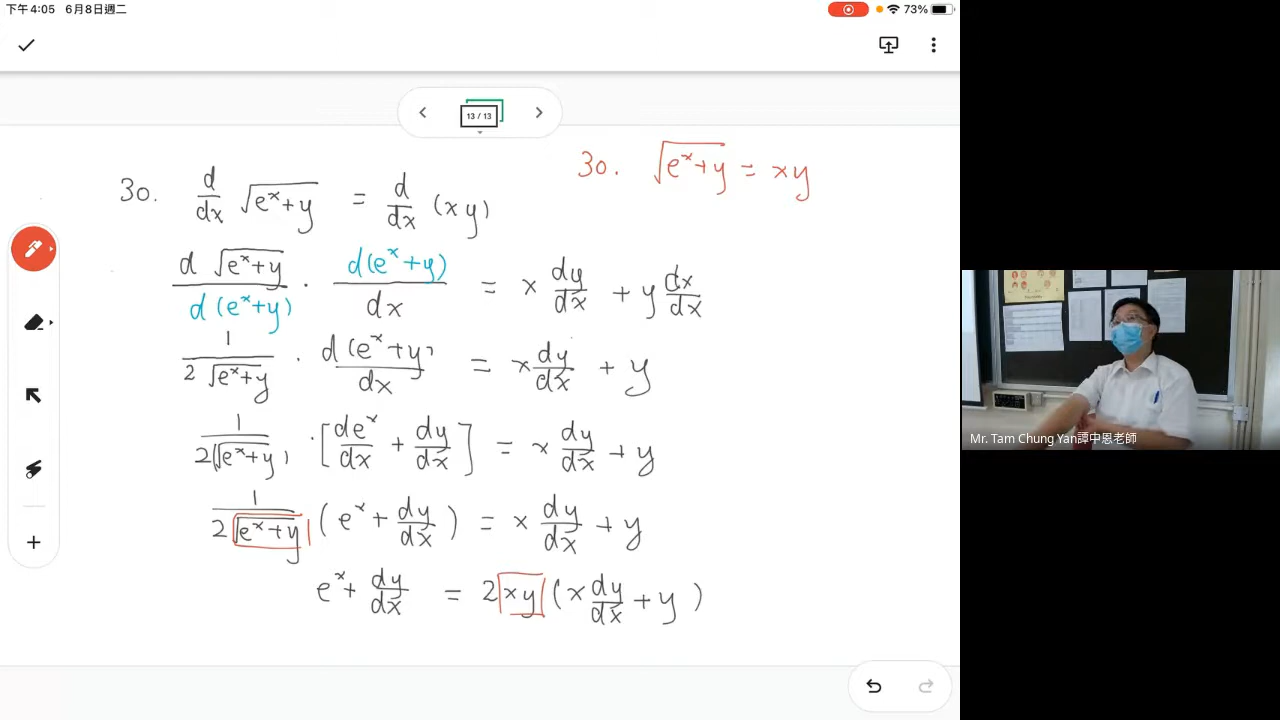 下午4:05 6月8日週二
73%
13 / 13
30. √(e^x+y) = xy
30. d/dx √(e^x+y) = d/dx (xy)
d √(e^x+y)/d(e^x+y) · d(e^x+y)/dx = x dy/dx + y dx/dx
1/(2√(e^x+y)) · d(e^x+y)/dx = x dy/dx + y
1/(2(√(e^x+y)) · [de^x/dx + dy/dx] = x dy/dx + y
1/(2√(e^x+y)) (e^x + dy/dx) = x dy/dx + y
e^x + dy/dx = 2xy (x dy/dx + y)
Mr. Tam Chung Yan譚中恩老師